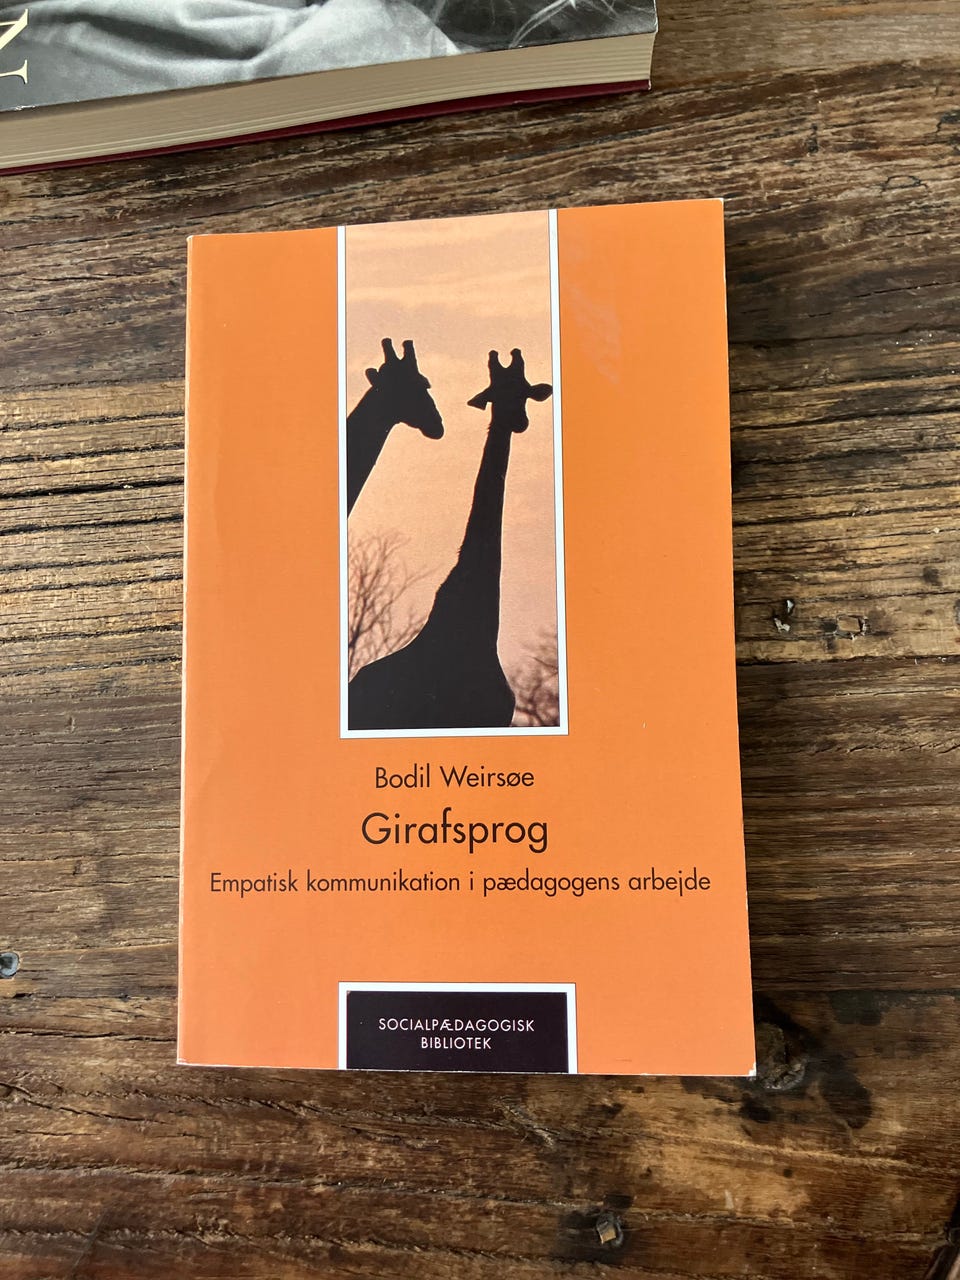 N
Bodil Weirsøe
Girafsprog
Empatisk kommunikation i pædagogens arbejde
SOCIALPÆDAGOGISK
BIBLIOTEK